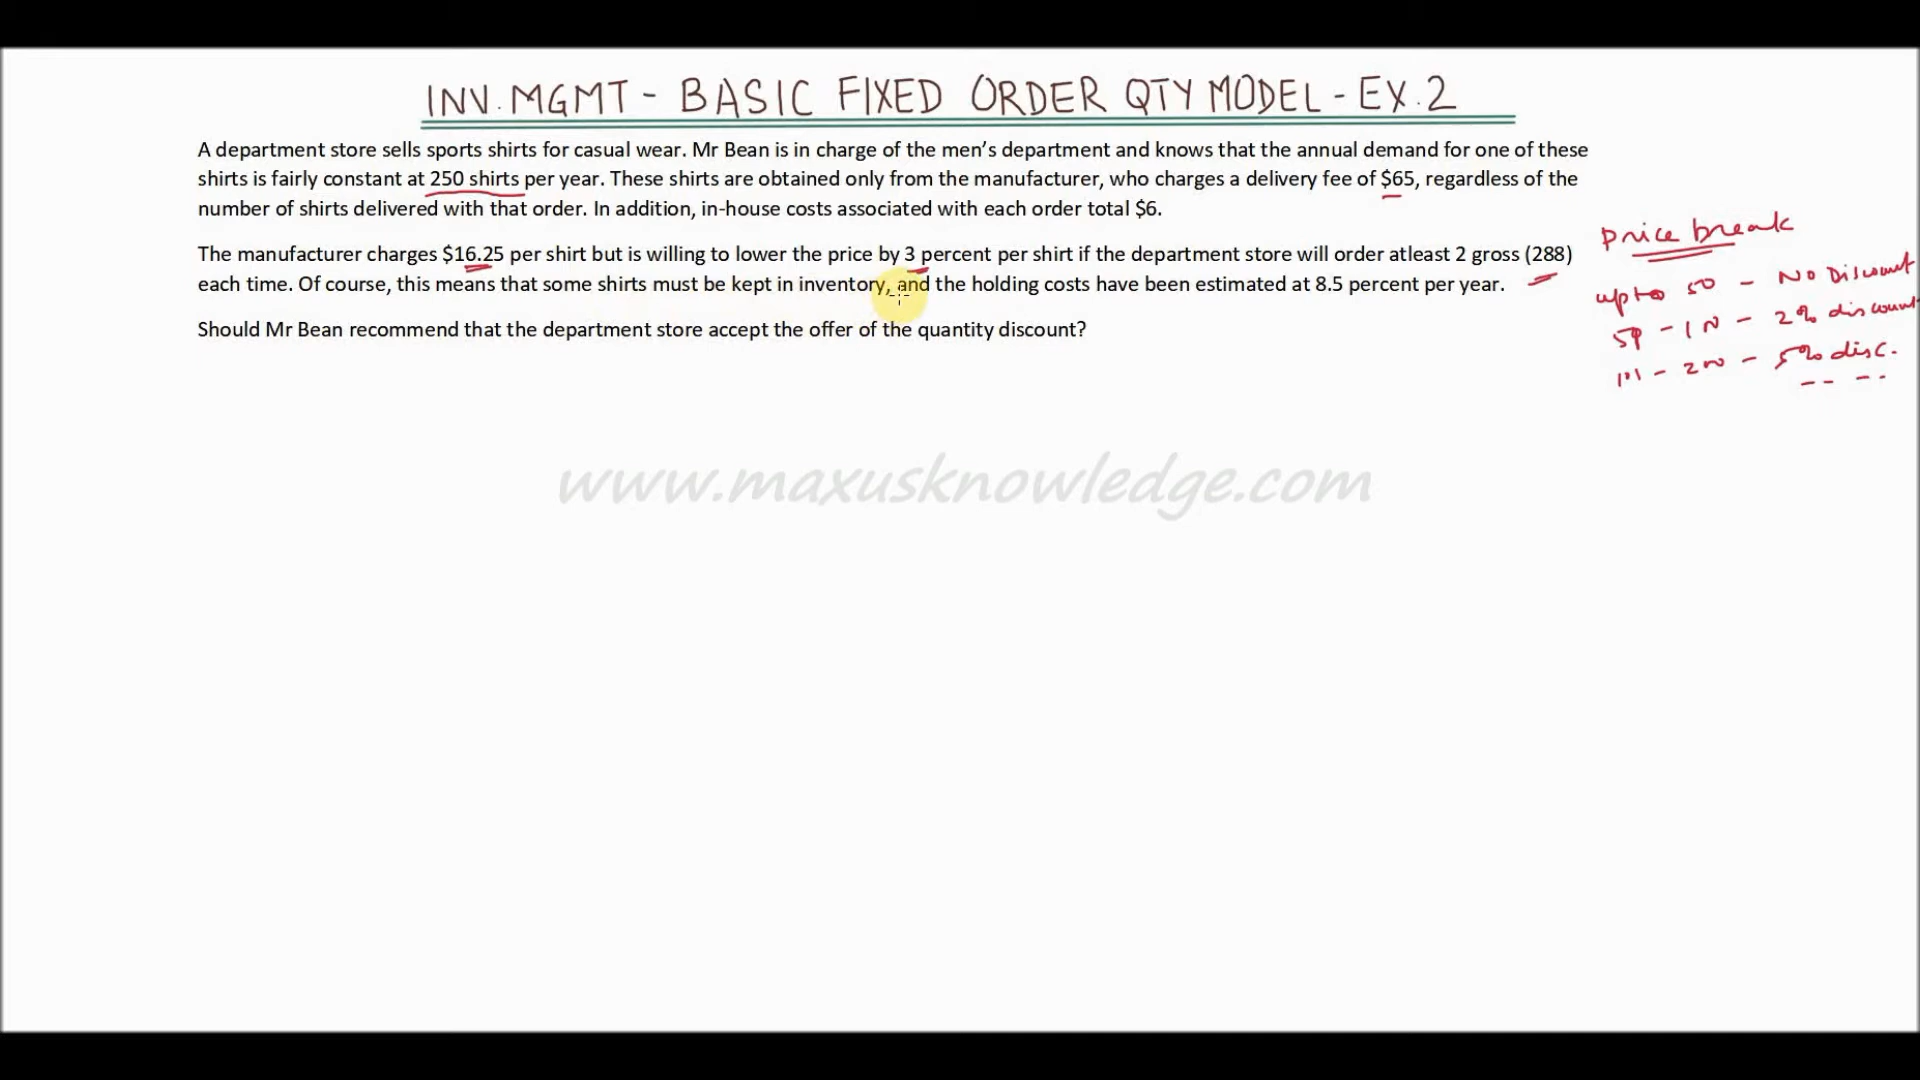 INV. MGMT - BASIC FIXED ORDER QTY MODEL - EX.2
A department store sells sports shirts for casual wear. Mr Bean is in charge of the men's department and knows that the annual demand for one of these
shirts is fairly constant at 250 shirts per year. These shirts are obtained only from the manufacturer, who charges a delivery fee of $65, regardless of the
number of shirts delivered with that order. In addition, in-house costs associated with each order total $6.
The manufacturer charges $16.25 per shirt but is willing to lower the price by 3 percent per shirt if the department store will order atleast 2 gross (288)
each time. Of course, this means that some shirts must be kept in inventory, and the holding costs have been estimated at 8.5 percent per year.
Should Mr Bean recommend that the department store accept the offer of the quantity discount?
Price break
upto 50 - No Discount
- 2% discount
101 - 200 - 5% disc.
-- --
www.maxusknowledge.com